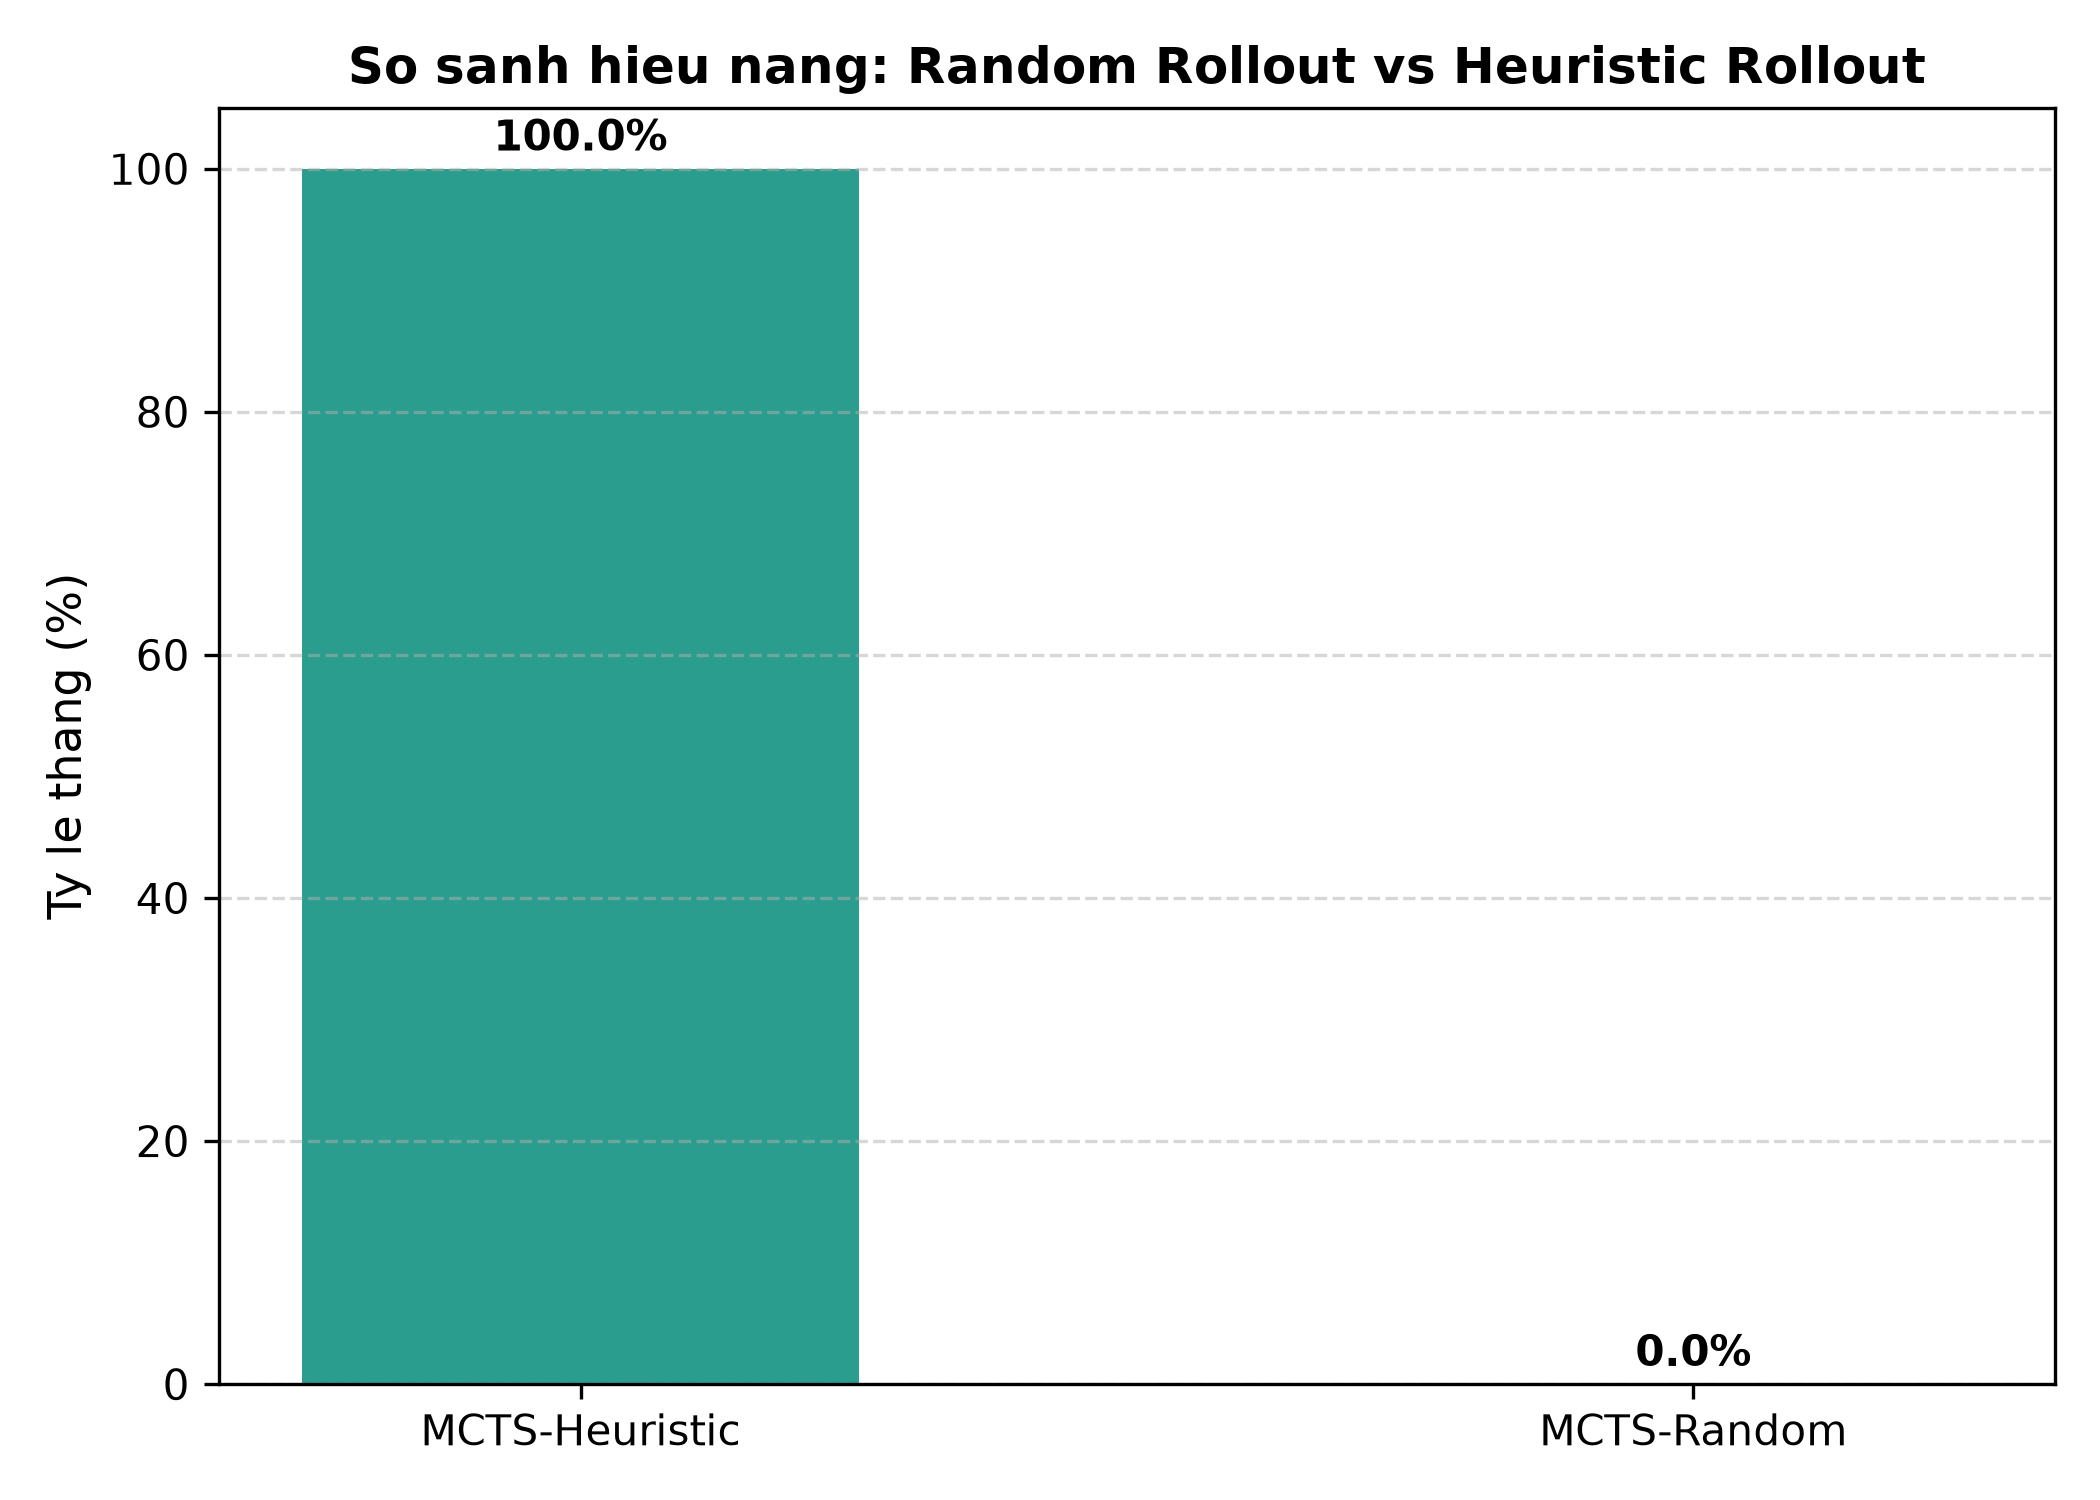 So sanh hieu nang: Random Rollout vs Heuristic Rollout
100.0%
100
80
60
40
20
0
Ty le thang (%)
0.0%
MCTS-Heuristic
MCTS-Random